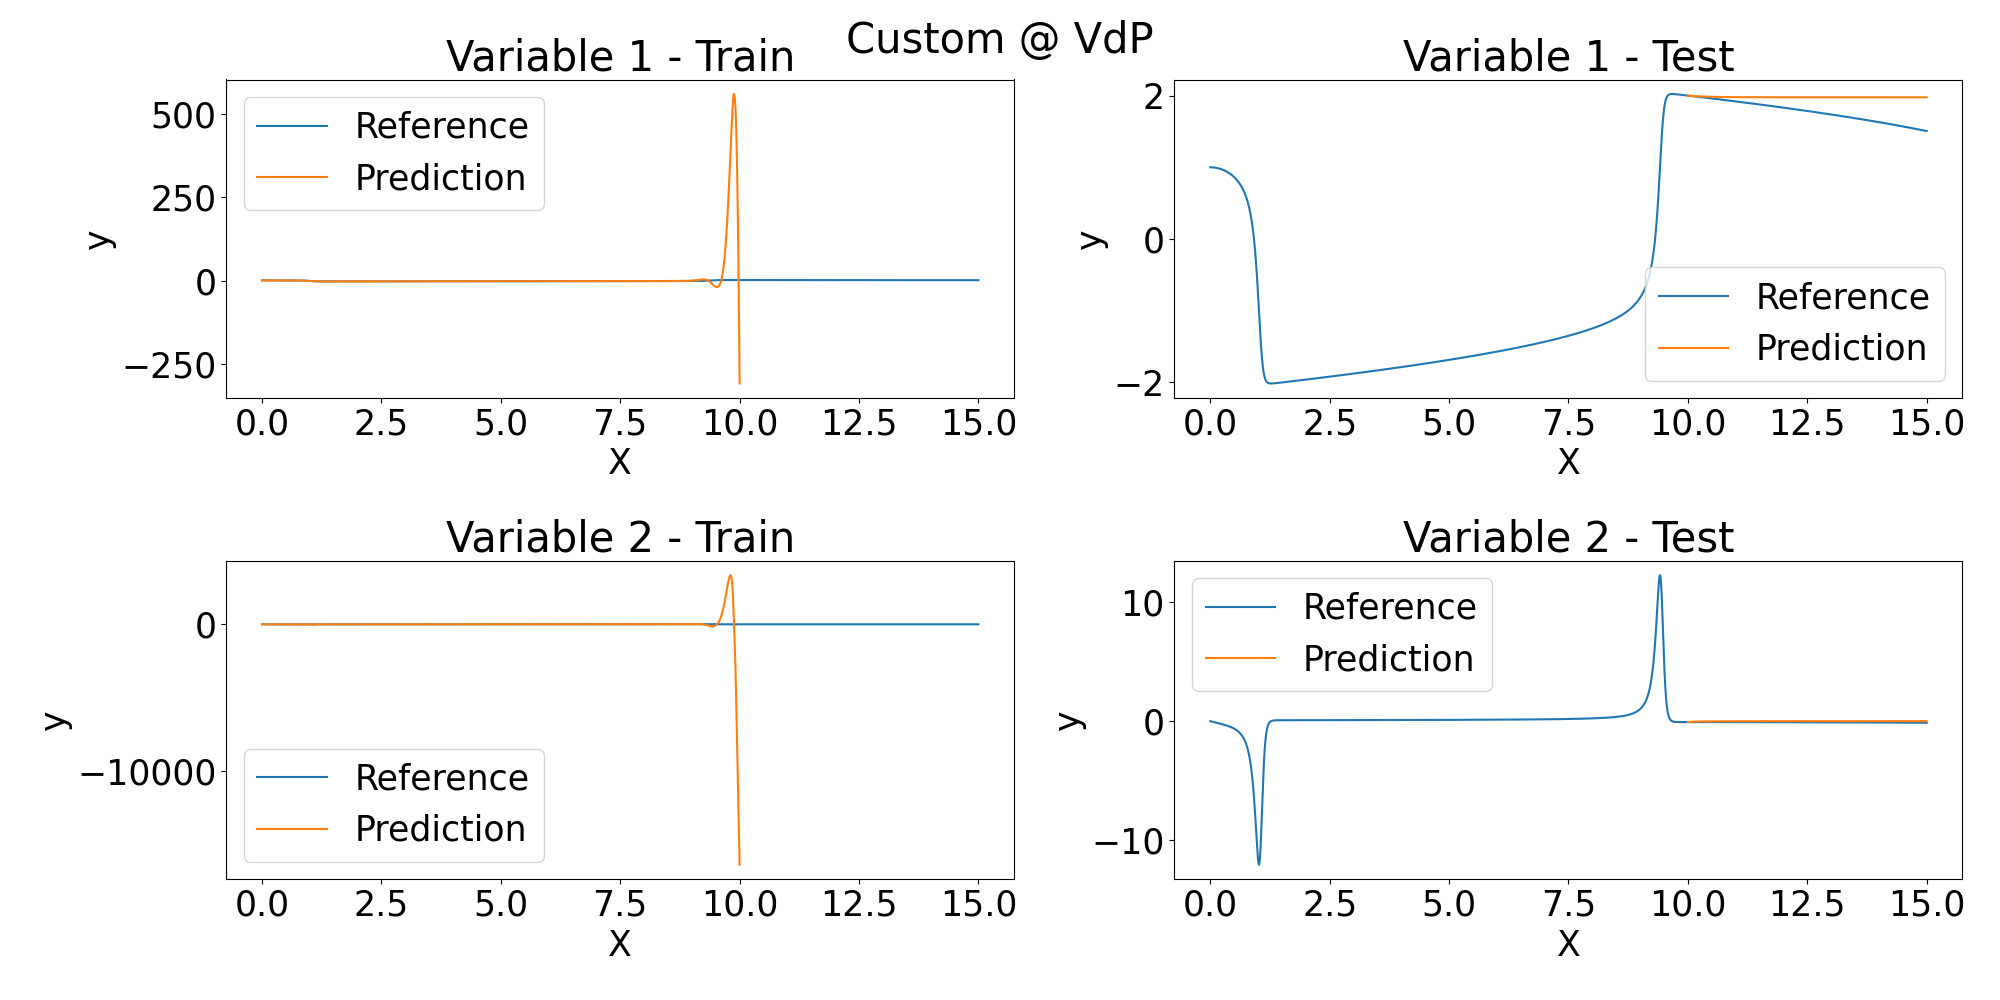 Custom @ VdP
Variable 1 - Train
500
250
0
−250
y
Reference
Prediction
0.0 2.5 5.0 7.5 10.0 12.5 15.0
X
Variable 1 - Test
2
0
−2
y
Reference
Prediction
0.0 2.5 5.0 7.5 10.0 12.5 15.0
X
Variable 2 - Train
0
−10000
y
Reference
Prediction
0.0 2.5 5.0 7.5 10.0 12.5 15.0
X
Variable 2 - Test
10
0
−10
y
Reference
Prediction
0.0 2.5 5.0 7.5 10.0 12.5 15.0
X